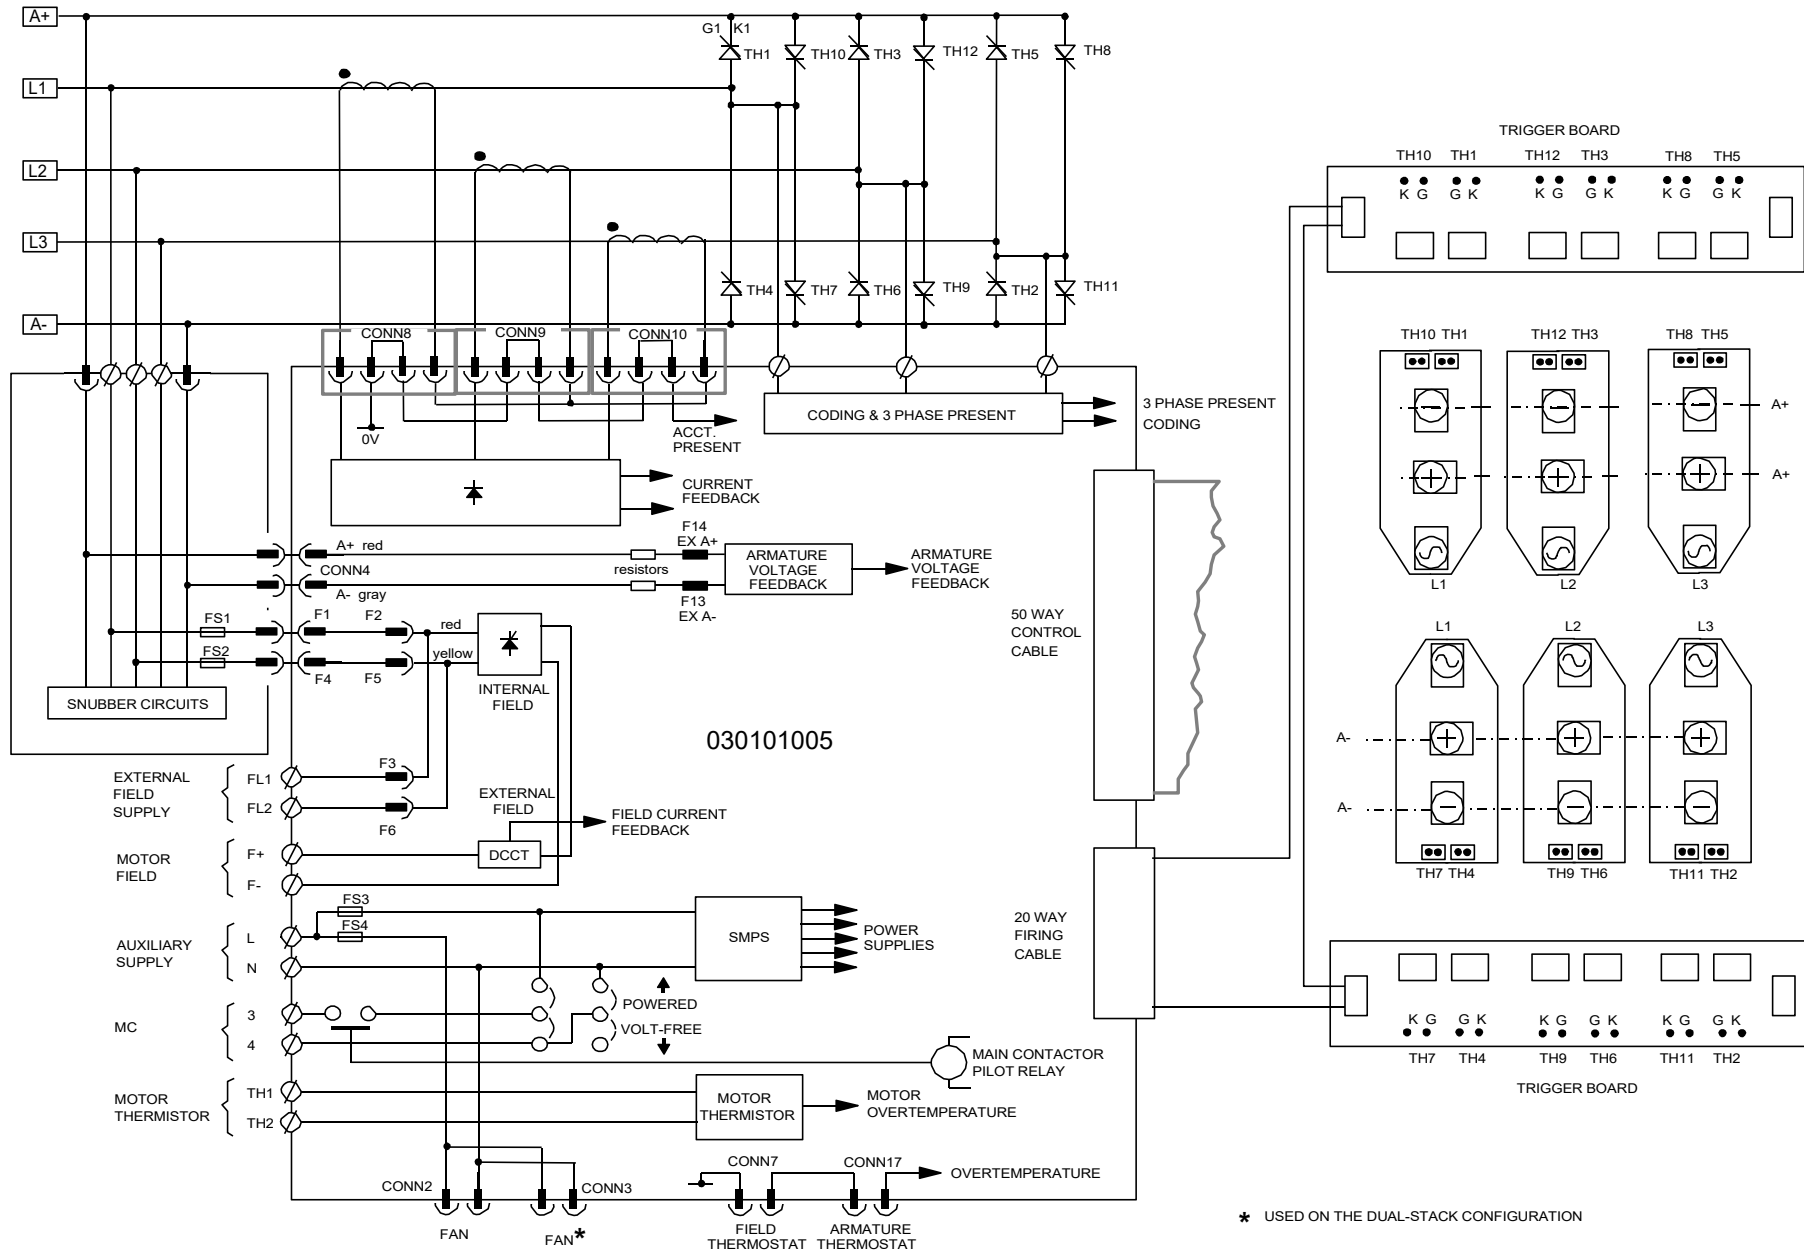 A+
G1 K1
TH1
TH10
TH3
TH12
TH5
TH8
L1
L2
L3
TH4
TH7
TH6
TH9
TH2
TH11
A-
CONN8
CONN9
CONN10
0V
ACCT.
PRESENT
CODING & 3 PHASE PRESENT
3 PHASE PRESENT
CODING
CURRENT
FEEDBACK
A+ red
CONN4
A- gray
resistors
F14
EX A+
F13
EX A-
ARMATURE
VOLTAGE
FEEDBACK
ARMATURE
VOLTAGE
FEEDBACK
FS1
FS2
F1
F2
F4
F5
red
yellow
INTERNAL
FIELD
SNUBBER CIRCUITS
50 WAY
CONTROL
CABLE
030101005
EXTERNAL
FIELD
SUPPLY
FL1
FL2
F3
F6
EXTERNAL
FIELD
FIELD CURRENT
FEEDBACK
DCCT
MOTOR
FIELD
F+
F-
AUXILIARY
SUPPLY
L
N
FS3
FS4
SMPS
POWER
SUPPLIES
20 WAY
FIRING
CABLE
MC
3
4
POWERED
VOLT-FREE
MAIN CONTACTOR
PILOT RELAY
MOTOR
THERMISTOR
TH1
TH2
MOTOR
THERMISTOR
MOTOR
OVERTEMPERATURE
CONN2
CONN3
FAN
FAN*
CONN7
CONN17
OVERTEMPERATURE
FIELD
THERMOSTAT
ARMATURE
THERMOSTAT
TRIGGER BOARD
TH10 TH1 TH12 TH3 TH8 TH5
K G G K K G G K K G G K
TH10 TH1
TH12 TH3
TH8 TH5
A+
A+
L1
L2
L3
L1
L2
L3
A-
A-
TH7 TH4
TH9 TH6
TH11 TH2
K G G K K G G K K G G K
TH7 TH4 TH9 TH6 TH11 TH2
TRIGGER BOARD
* USED ON THE DUAL-STACK CONFIGURATION